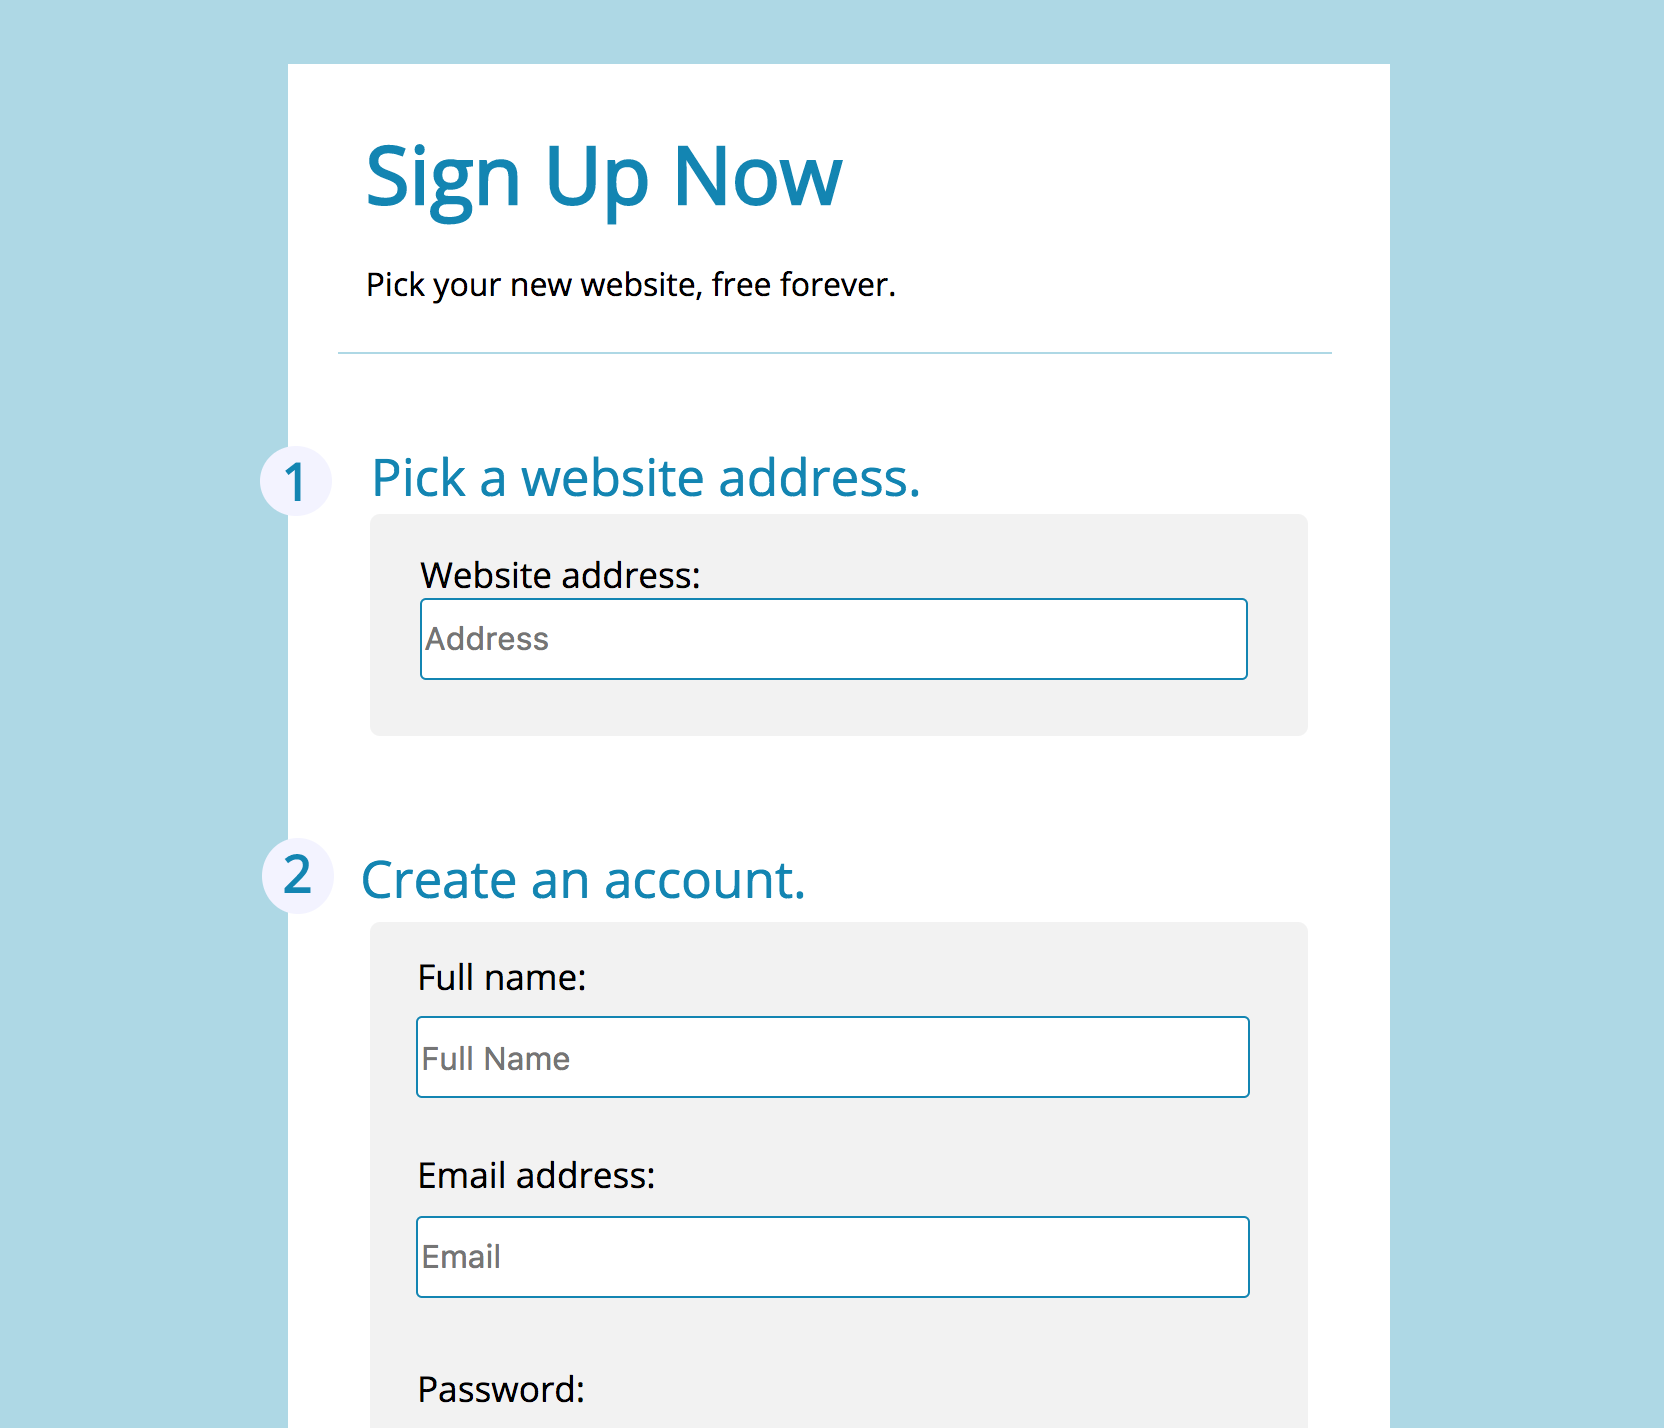 Sign Up Now
Pick your new website, free forever.
1
Pick a website address.
Website address:
Address
2
Create an account.
Full name:
Full Name
Email address:
Email
Password: